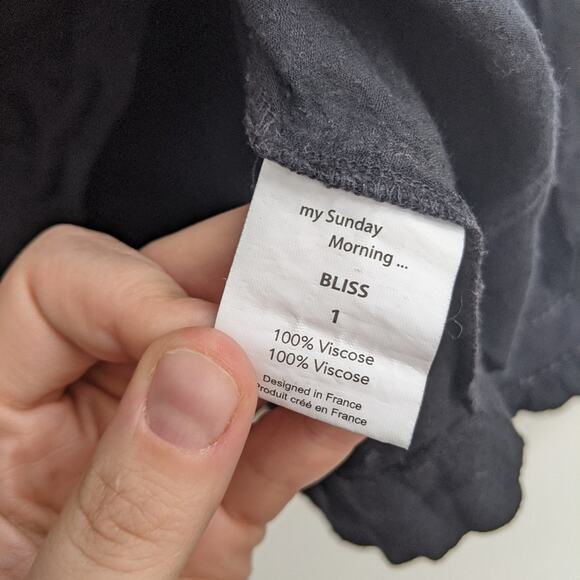 my Sunday
Morning ...
BLISS
1
100% Viscose
100% Viscose
Designed in France
Produit créé en France